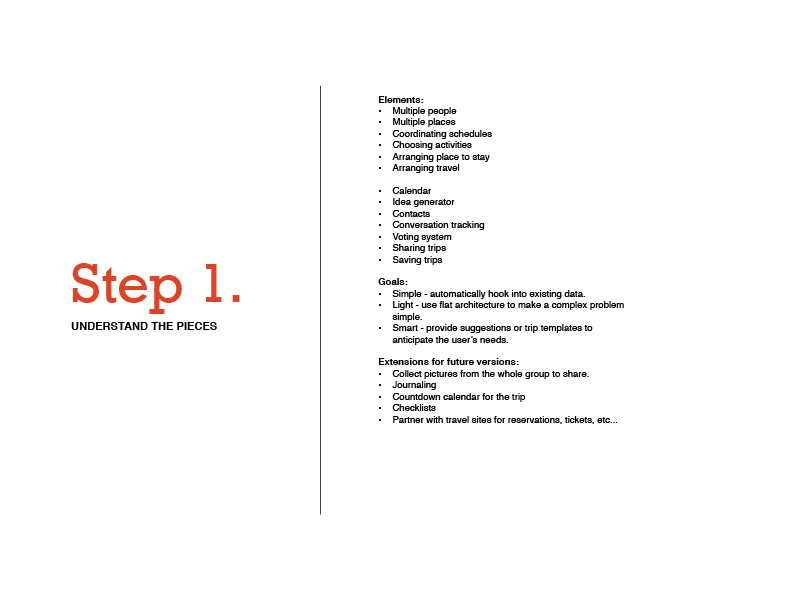 Step 1.
UNDERSTAND THE PIECES
Elements:
• Multiple people
• Multiple places
• Coordinating schedules
• Choosing activities
• Arranging place to stay
• Arranging travel
• Calendar
• Idea generator
• Contacts
• Conversation tracking
• Voting system
• Sharing trips
• Saving trips
Goals:
• Simple - automatically hook into existing data.
• Light - use flat architecture to make a complex problem
simple.
• Smart - provide suggestions or trip templates to
anticipate the user's needs.
Extensions for future versions:
• Collect pictures from the whole group to share.
• Journaling
• Countdown calendar for the trip
• Checklists
• Partner with travel sites for reservations, tickets, etc...